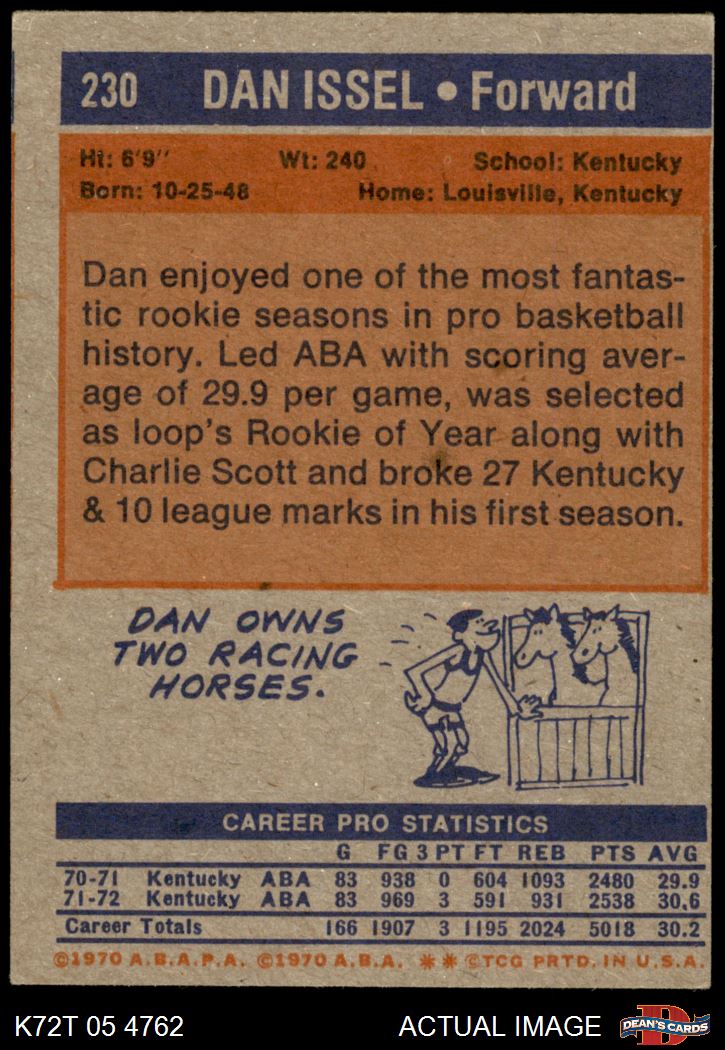 230 DAN ISSEL • Forward
Ht: 6'9" Wt: 240 School: Kentucky
Born: 10-25-48 Home: Louisville, Kentucky
Dan enjoyed one of the most fantas-
tic rookie seasons in pro basketball
history. Led ABA with scoring aver-
age of 29.9 per game, was selected
as loop's Rookie of Year along with
Charlie Scott and broke 27 Kentucky
& 10 league marks in his first season.
DAN OWNS
TWO RACING
HORSES.
CAREER PRO STATISTICS
G FG 3 PT FT REB PTS AVG
70-71 Kentucky ABA 83 938 0 604 1093 2480 29.9
71-72 Kentucky ABA 83 969 3 591 931 2538 30.6
Career Totals 166 1907 3 1195 2024 5018 30.2
©1970 A.B.A.P.A. ©1970 A.B.A. ** ©TCG PRTD. IN U.S.A.
K72T 05 4762 ACTUAL IMAGE D DEAN'S CARDS